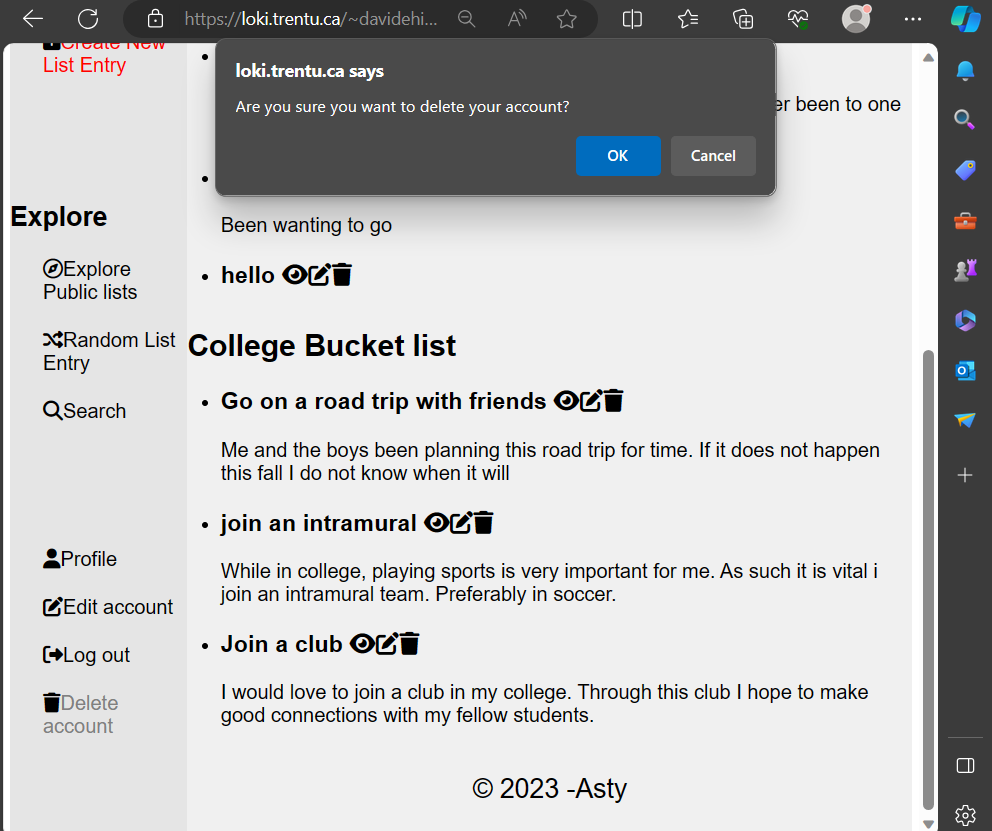 https://loki.trentu.ca/~davidehi...
Create New
List Entry
loki.trentu.ca says
Are you sure you want to delete your account?
OK
Cancel
er been to one
Explore
Been wanting to go
Explore
Public lists
hello
Random List
Entry
Search
College Bucket list
Go on a road trip with friends
Me and the boys been planning this road trip for time. If it does not happen
this fall I do not know when it will
join an intramural
While in college, playing sports is very important for me. As such it is vital i
join an intramural team. Preferably in soccer.
Profile
Edit account
Log out
Delete
account
Join a club
I would love to join a club in my college. Through this club I hope to make
good connections with my fellow students.
© 2023 -Asty